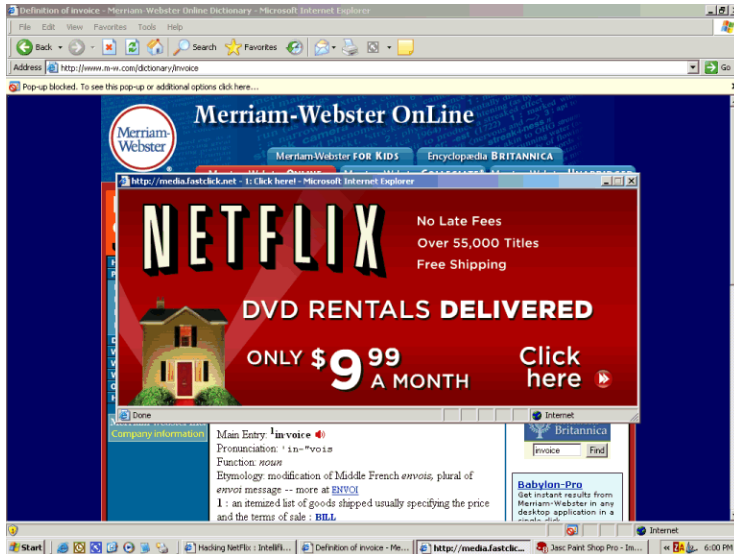 Definition of invoice - Merriam-Webster Online Dictionary - Microsoft Internet Explorer
File Edit View Favorites Tools Help
Back Search Favorites
Address http://www.m-w.com/dictionary/invoice Go
Pop-up blocked. To see this pop-up or additional options click here...
Merriam-Webster
Merriam-Webster OnLine
Merriam-Webster FOR KIDS Encyclopædia BRITANNICA
http://media.fastclick.net - 1: Click here! - Microsoft Internet Explorer
NETFLIX
No Late Fees
Over 55,000 Titles
Free Shipping
DVD RENTALS DELIVERED
ONLY $9.99 A MONTH
Click here
Done Internet
Company information
Main Entry: 1in·voice
Pronunciation: 'in-"vois
Function: noun
Etymology: modification of Middle French envois, plural of
envoi message -- more at ENVOI
1 : an itemized list of goods shipped usually specifying the price
and the terms of sale : BILL
Britannica
invoice Find
Babylon-Pro
Get instant results from
Merriam-Webster in any
desktop application in a
single click
Internet
Start Hacking NetFlix : Intellifi... Definition of invoice - Me... http://media.fastclic... Jasc Paint Shop Pro - Im... 6:00 PM